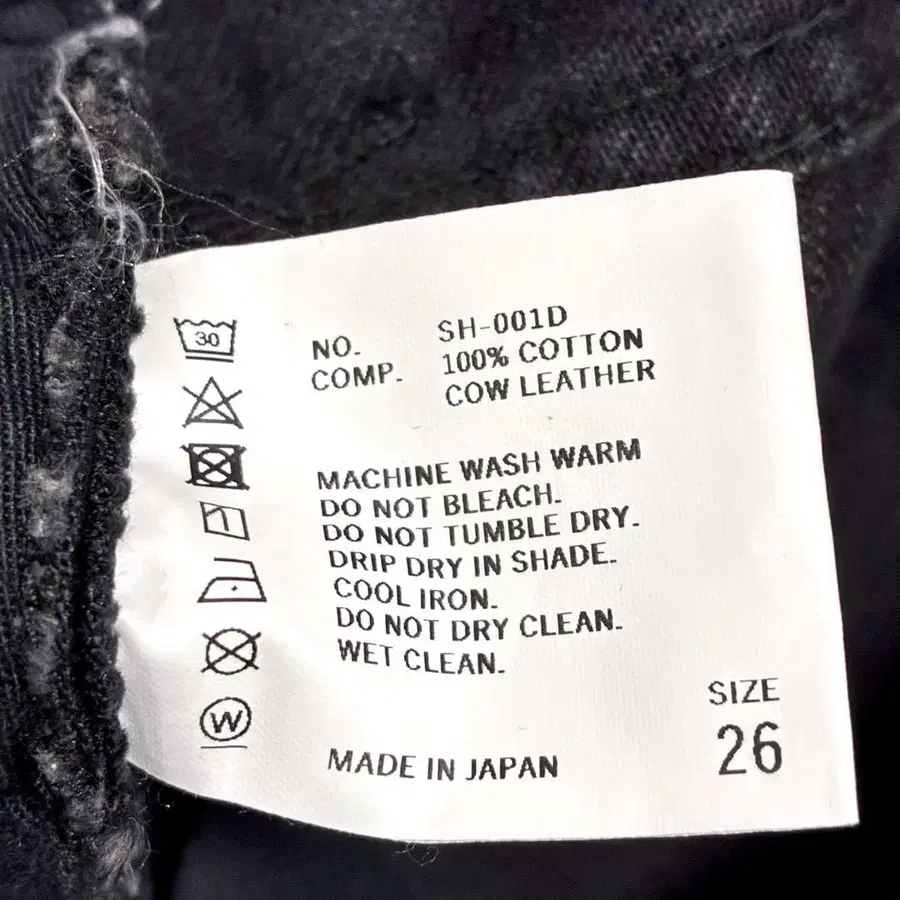 30
NO. SH-001D
COMP. 100% COTTON
COW LEATHER
MACHINE WASH WARM
DO NOT BLEACH.
DO NOT TUMBLE DRY.
DRIP DRY IN SHADE.
COOL IRON.
DO NOT DRY CLEAN.
WET CLEAN.
W
SIZE
26
MADE IN JAPAN